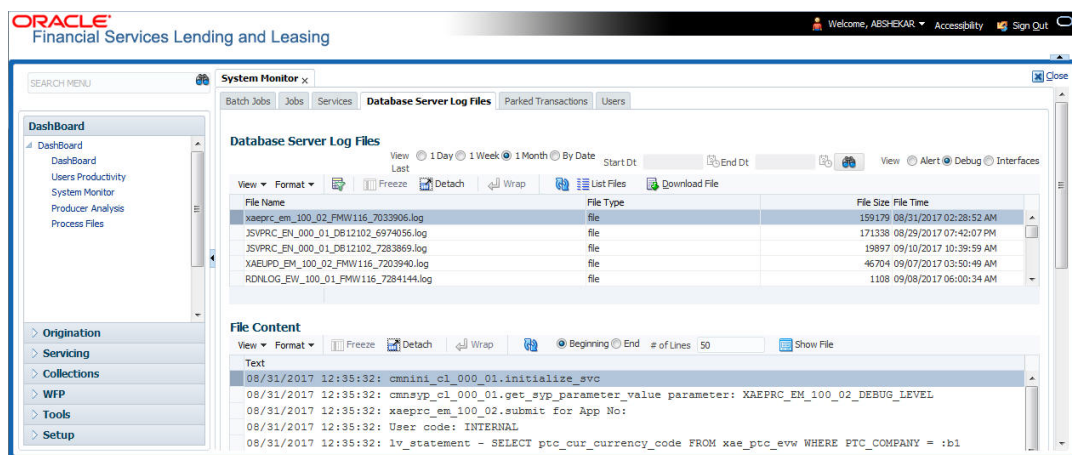 ORACLE
Financial Services Lending and Leasing
Welcome, ABSHEKAR Accessibility Sign Out
SEARCH MENU
System Monitor x
Close
Batch Jobs Jobs Services Database Server Log Files Parked Transactions Users
DashBoard
DashBoard
DashBoard
Users Productivity
System Monitor
Producer Analysis
Process Files
Origination
Servicing
Collections
WFP
Tools
Setup
Database Server Log Files
View Last 1 Day 1 Week 1 Month By Date Start Dt End Dt View Alert Debug Interfaces
View Format Freeze Detach Wrap List Files Download File
File Name File Type File Size File Time
xaeprc_em_100_02_FMW116_7033906.log file 159179 08/31/2017 02:28:52 AM
JSVPRC_EN_000_01_DB12102_6974056.log file 171338 08/29/2017 07:42:07 PM
JSVPRC_EN_000_01_DB12102_7283869.log file 19897 09/10/2017 10:39:59 AM
XAEUPD_EM_100_02_FMW116_7203940.log file 46704 09/07/2017 03:50:49 AM
RDNLOG_EW_100_01_FMW116_7284144.log file 1108 09/08/2017 06:00:34 AM
File Content
View Format Freeze Detach Wrap Beginning End # of Lines 50 Show File
Text
08/31/2017 12:35:32: cmnini_cl_000_01.initialize_svc
08/31/2017 12:35:32: cmnsyp_cl_000_01.get_syp_parameter_value parameter: XAEPRC_EM_100_02_DEBUG_LEVEL
08/31/2017 12:35:32: xaeprc_em_100_02.submit for App No:
08/31/2017 12:35:32: User code: INTERNAL
08/31/2017 12:35:32: lv_statement - SELECT ptc_cur_currency_code FROM xae_ptc_evw WHERE PTC_COMPANY = :b1